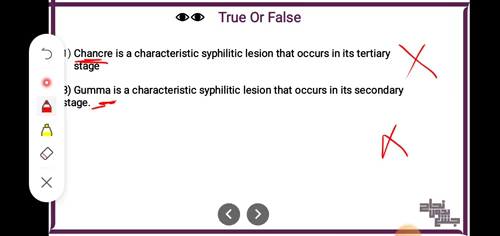 True Or False
1) Chancre is a characteristic syphilitic lesion that occurs in its tertiary
stage
3) Gumma is a characteristic syphilitic lesion that occurs in its secondary
stage.